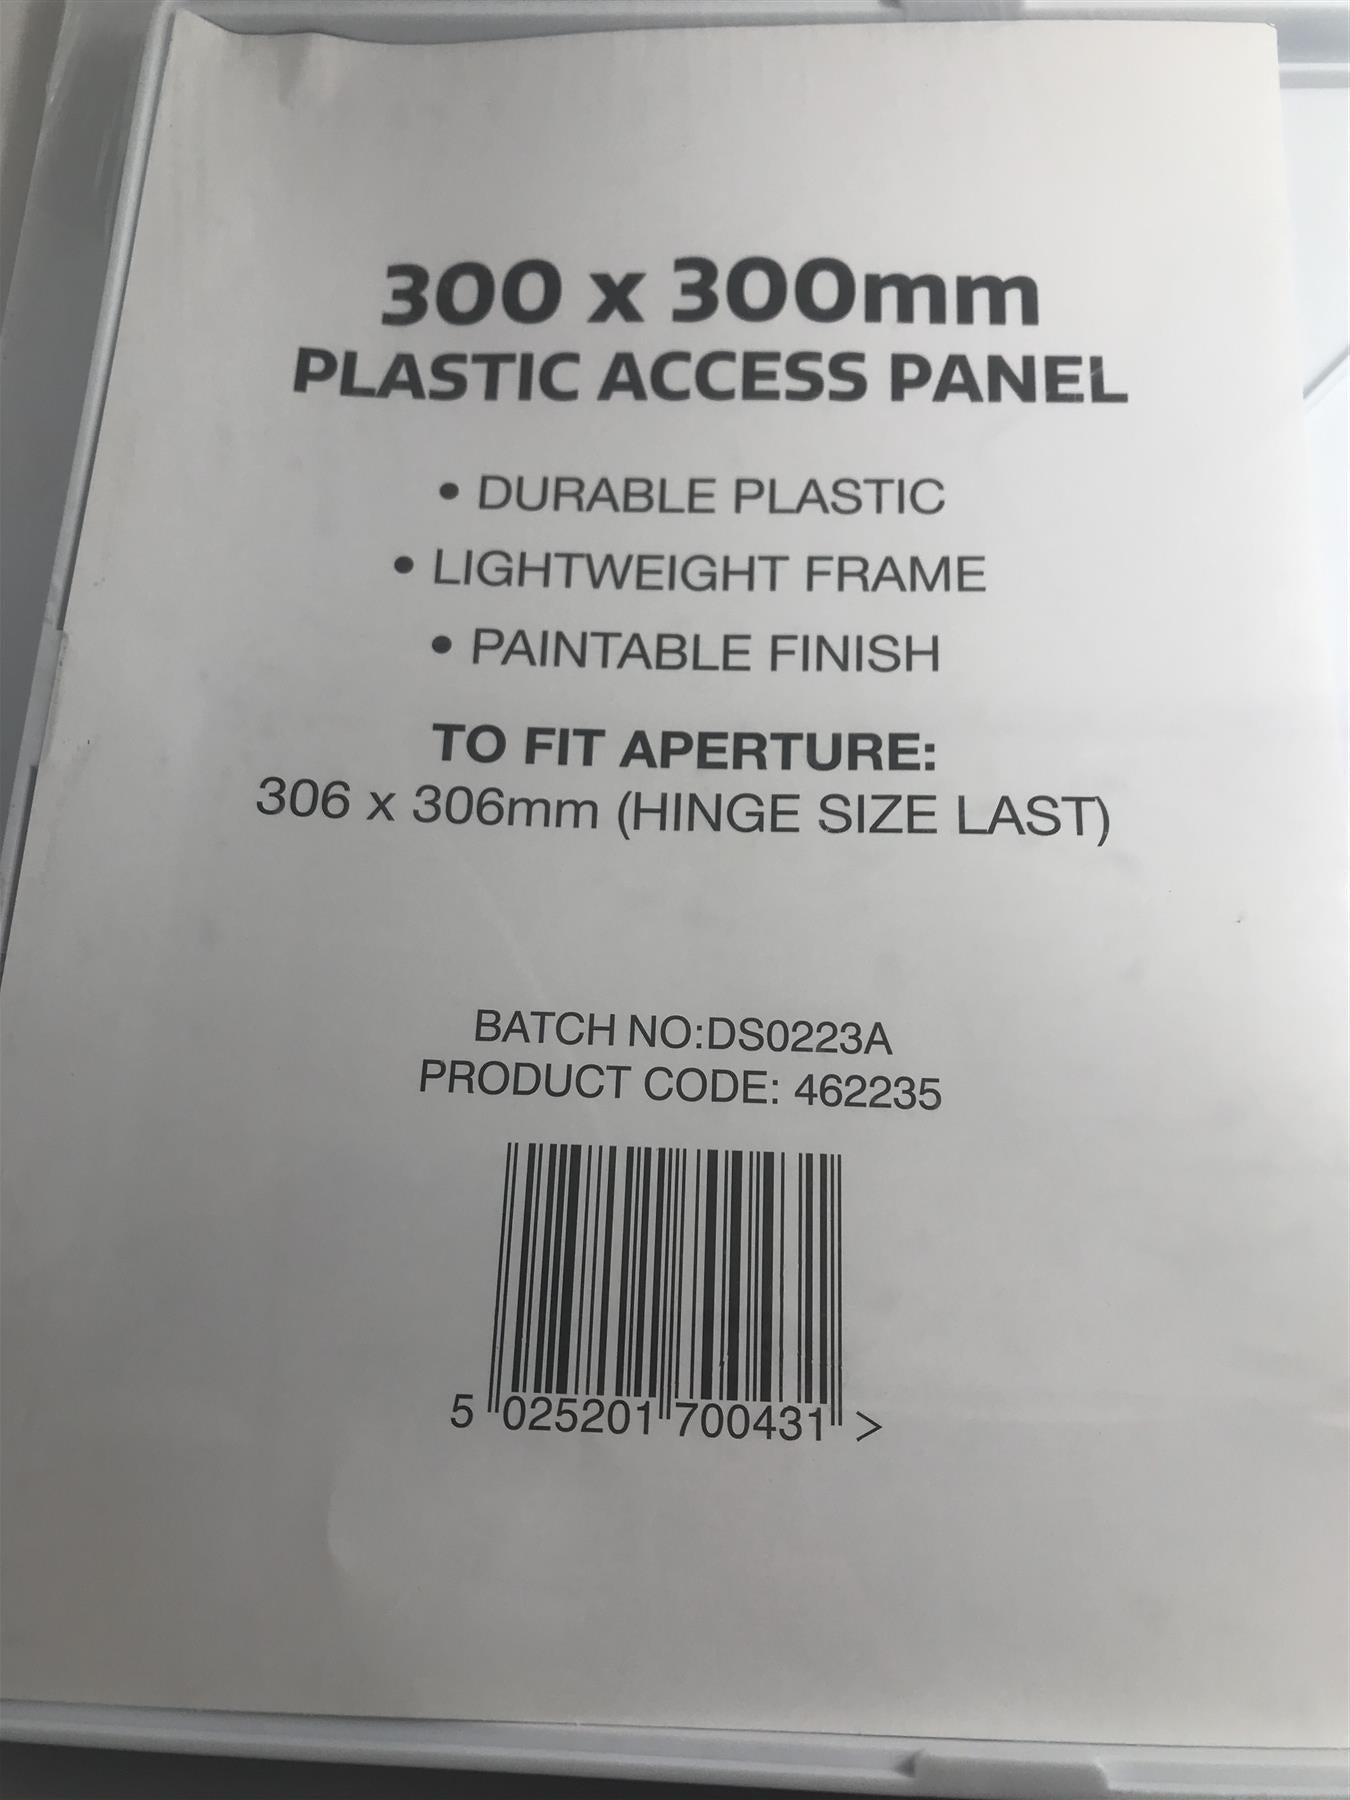 300 x 300mm
PLASTIC ACCESS PANEL
• DURABLE PLASTIC
• LIGHTWEIGHT FRAME
• PAINTABLE FINISH
TO FIT APERTURE:
306 x 306mm (HINGE SIZE LAST)
BATCH NO:DS0223A
PRODUCT CODE: 462235
5 025201 700431 >